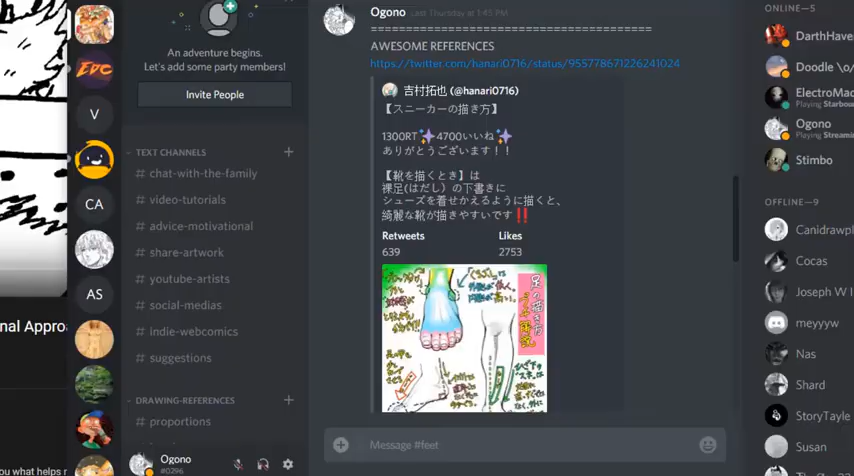 nal Appro
ou what helps
EDC
V
CA
AS
An adventure begins.
Let's add some party members!
Invite People
TEXT CHANNELS
# chat-with-the-family
# video-tutorials
# advice-motivational
# share-artwork
# youtube-artists
# social-medias
# indie-webcomics
# suggestions
DRAWING-REFERENCES
# proportions
Ogono
#0296
Ogono Last Thursday at 1:45 PM
========================================
AWESOME REFERENCES
https://twitter.com/hanari0716/status/955778671226241024
吉村拓也 (@hanari0716)
【スニーカーの描き方】
1300RT✨4700いいね✨
ありがとうございます！！
【靴を描くとき】は
裸足(はだし）の下書きに
シューズを着せかえるように描くと、
綺麗な靴が描きやすいです‼️
Retweets
Likes
639
2753
足の描き方
Message #feet
ONLINE—5
DarthHave
Doodle \o/
ElectroMac
Playing Starbou
Ogono
Playing Streamin
Stimbo
OFFLINE—9
Canidrawpl
Cocas
Joseph W I
meyyyw
Nas
Shard
StoryTayle
Susan